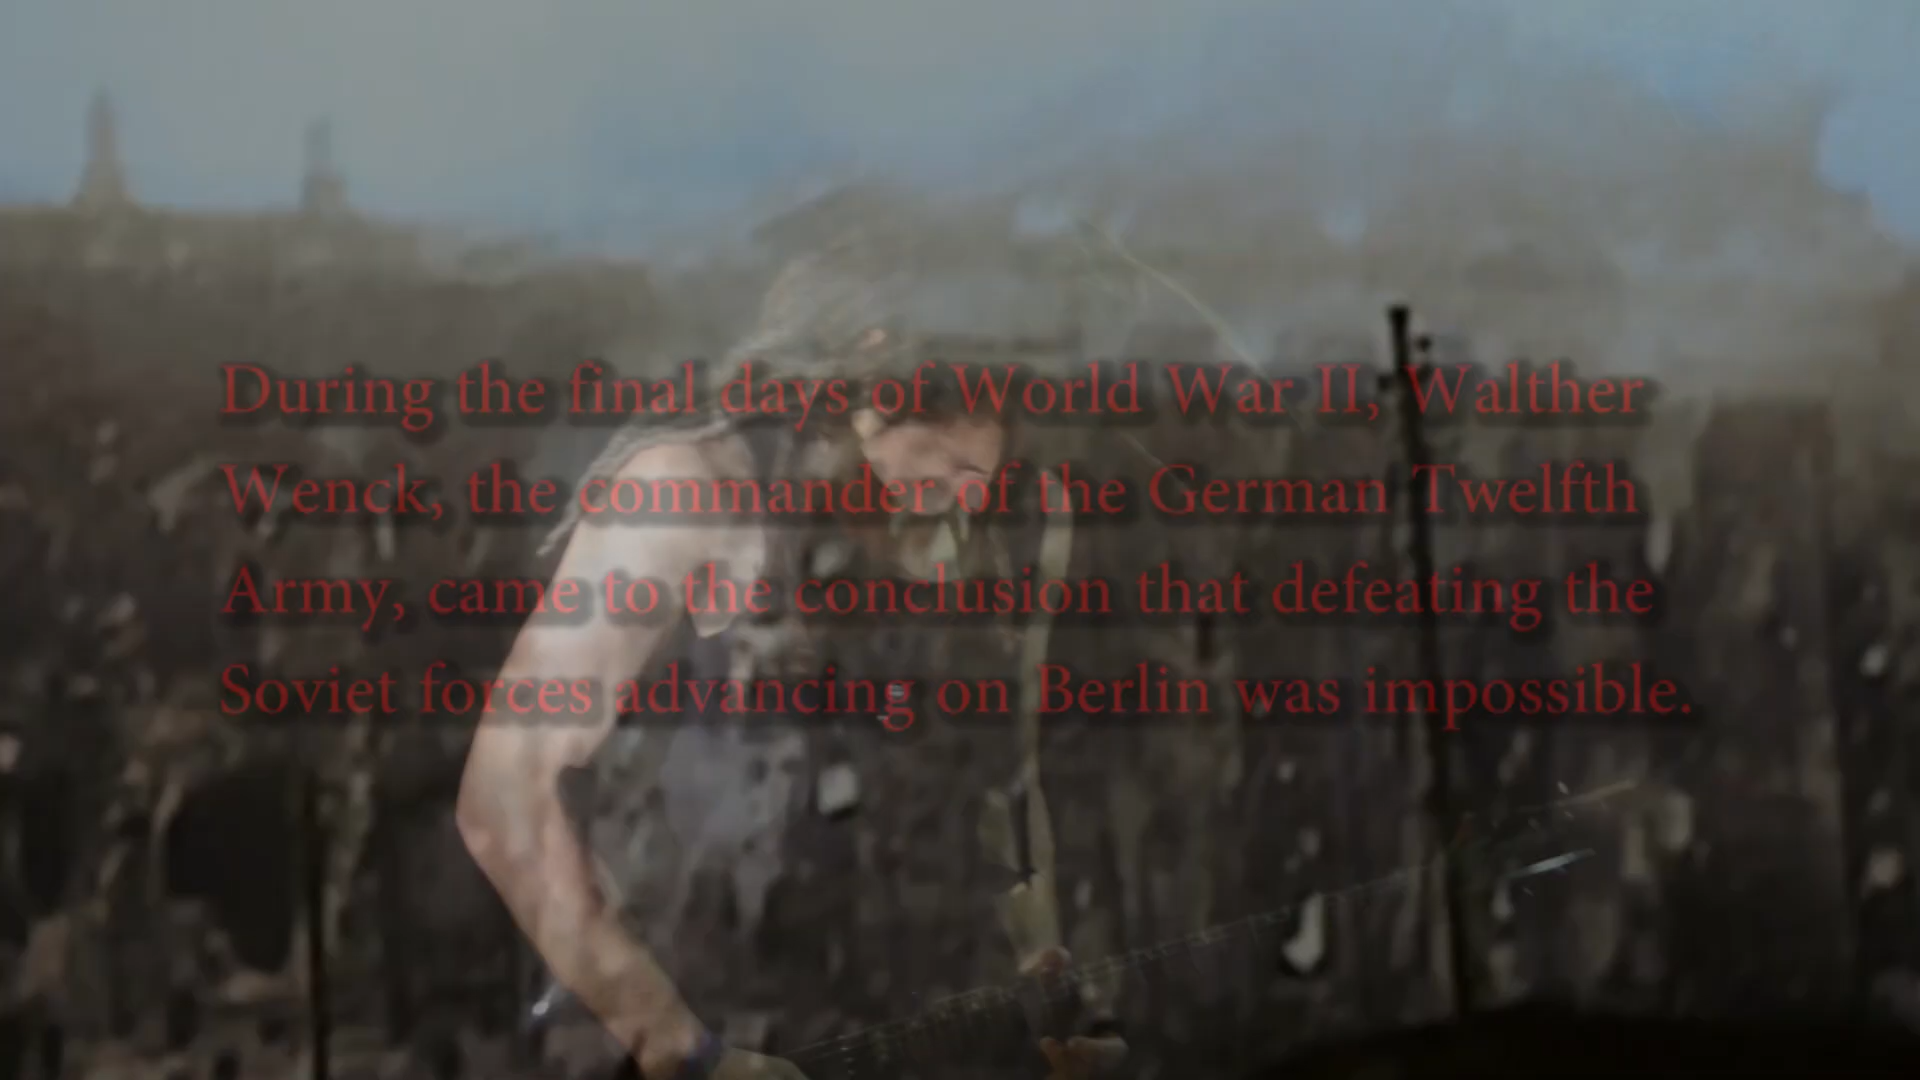 During the final days of World War II, Walther
Wenck, the commander of the German Twelfth
Army, came to the conclusion that defeating the
Soviet forces advancing on Berlin was impossible.